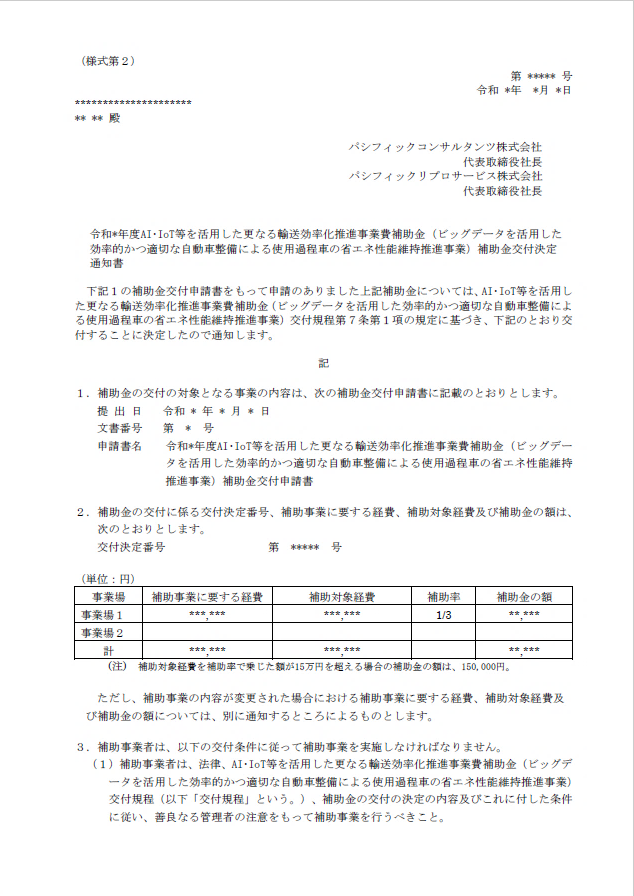 （様式第２）
第 ***** 号
令和 *年　*月 *日
*********************
** ** 殿
パシフィックコンサルタンツ株式会社
代表取締役社長
パシフィックリプロサービス株式会社
代表取締役社長
令和*年度AI･IoT等を活用した更なる輸送効率化推進事業費補助金（ビッグデータを活用した
効率的かつ適切な自動車整備による使用過程車の省エネ性能維持推進事業）補助金交付決定
通知書
下記１の補助金交付申請書をもって申請のありました上記補助金については、AI･IoT等を活用し
た更なる輸送効率化推進事業費補助金（ビッグデータを活用した効率的かつ適切な自動車整備によ
る使用過程車の省エネ性能維持推進事業）交付規程第７条第１項の規定に基づき、下記のとおり交
付することに決定したので通知します。
記
１．補助金の交付の対象となる事業の内容は、次の補助金交付申請書に記載のとおりとします。
提 出 日　令和 * 年 * 月 * 日
文書番号　第　*　号
申請書名　令和*年度AI･IoT等を活用した更なる輸送効率化推進事業費補助金（ビッグデー
タを活用した効率的かつ適切な自動車整備による使用過程車の省エネ性能維持
推進事業）補助金交付申請書
２．補助金の交付に係る交付決定番号、補助事業に要する経費、補助対象経費及び補助金の額は、
次のとおりとします。
交付決定番号　第　*****　号
（単位：円）
事業場　補助事業に要する経費　補助対象経費　補助率　補助金の額
事業場１　***,***　***,***　1/3　**,***
事業場２
計　***,***　***,***　**,***
(注)　補助対象経費を補助率で乗じた額が15万円を超える場合の補助金の額は、150,000円。
ただし、補助事業の内容が変更された場合における補助事業に要する経費、補助対象経費及
び補助金の額については、別に通知するところによるものとします。
３．補助事業者は、以下の交付条件に従って補助事業を実施しなければなりません。
（１）補助事業者は、法律、AI･IoT等を活用した更なる輸送効率化推進事業費補助金（ビッグデ
ータを活用した効率的かつ適切な自動車整備による使用過程車の省エネ性能維持推進事業）
交付規程（以下「交付規程」という。）、補助金の交付の決定の内容及びこれに付した条件
に従い、善良なる管理者の注意をもって補助事業を行うべきこと。